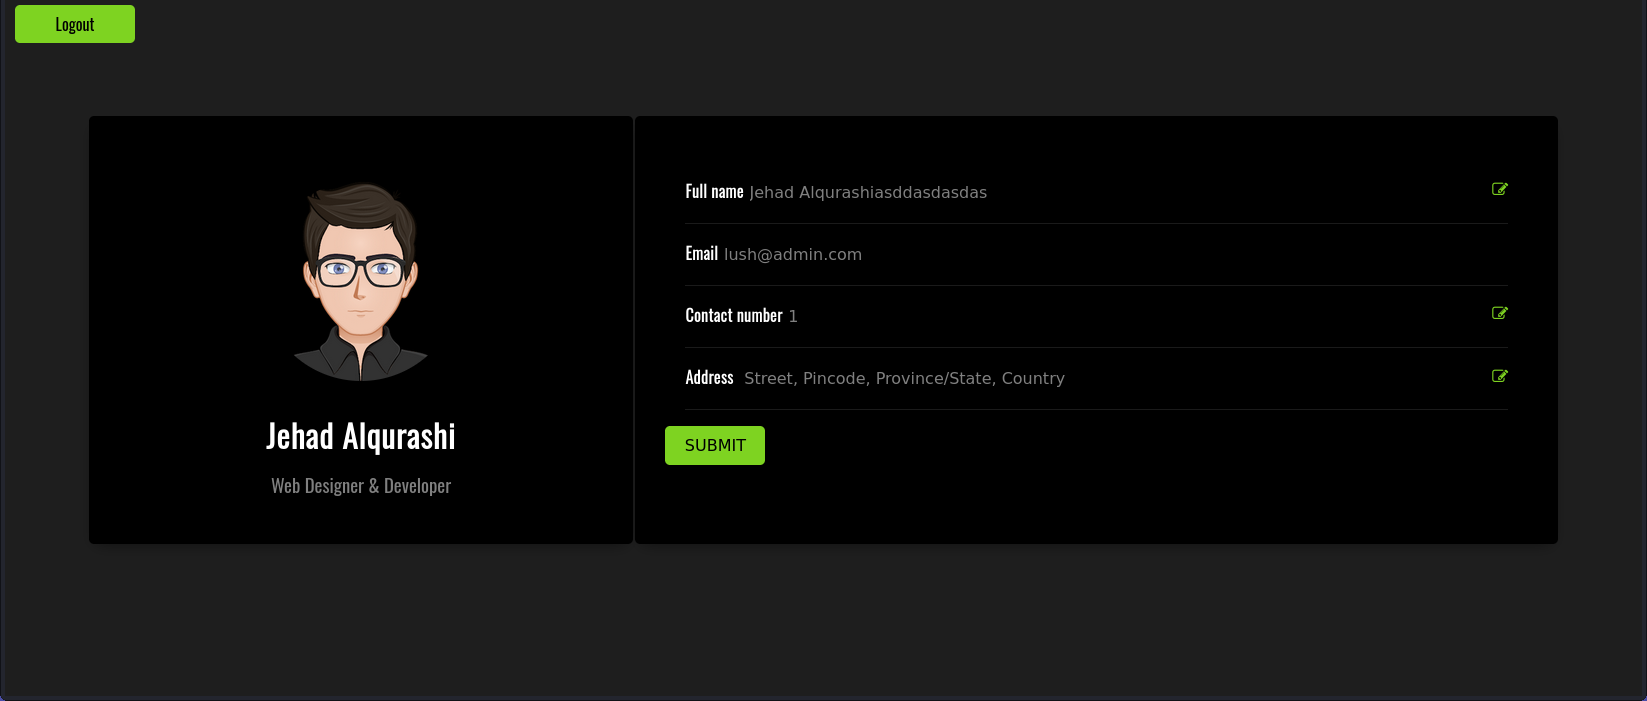 Logout
Jehad Alqurashi
Web Designer & Developer
Full name Jehad Alqurashiasddasdasdas
Email lush@admin.com
Contact number 1
Address Street, Pincode, Province/State, Country
SUBMIT